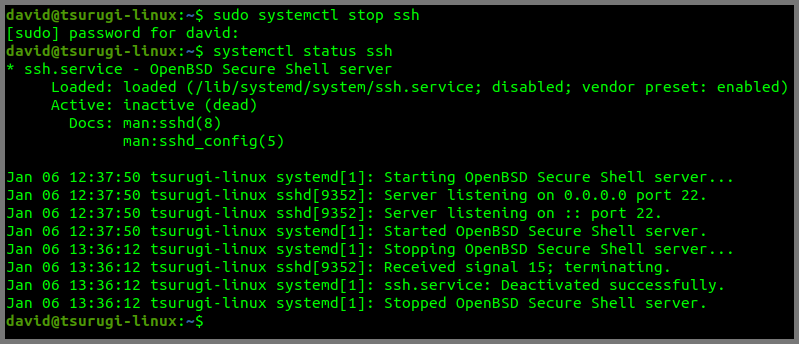 david@tsurugi-linux:~$ sudo systemctl stop ssh
[sudo] password for david:
david@tsurugi-linux:~$ systemctl status ssh
* ssh.service - OpenBSD Secure Shell server
     Loaded: loaded (/lib/systemd/system/ssh.service; disabled; vendor preset: enabled)
     Active: inactive (dead)
       Docs: man:sshd(8)
             man:sshd_config(5)

Jan 06 12:37:50 tsurugi-linux systemd[1]: Starting OpenBSD Secure Shell server...
Jan 06 12:37:50 tsurugi-linux sshd[9352]: Server listening on 0.0.0.0 port 22.
Jan 06 12:37:50 tsurugi-linux sshd[9352]: Server listening on :: port 22.
Jan 06 12:37:50 tsurugi-linux systemd[1]: Started OpenBSD Secure Shell server.
Jan 06 13:36:12 tsurugi-linux systemd[1]: Stopping OpenBSD Secure Shell server...
Jan 06 13:36:12 tsurugi-linux sshd[9352]: Received signal 15; terminating.
Jan 06 13:36:12 tsurugi-linux systemd[1]: ssh.service: Deactivated successfully.
Jan 06 13:36:12 tsurugi-linux systemd[1]: Stopped OpenBSD Secure Shell server.
david@tsurugi-linux:~$